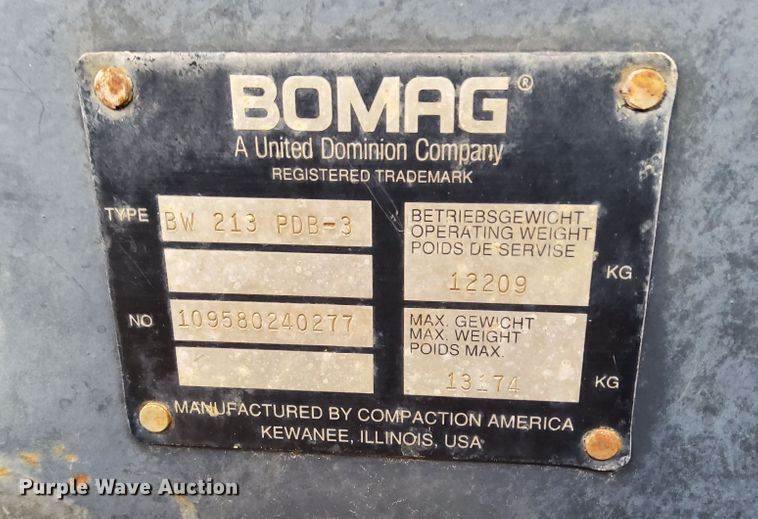 BOMAG®
A United Dominion Company
REGISTERED TRADEMARK
TYPE BW 213 PDB-3
BETRIEBSGEWICHT
OPERATING WEIGHT
POIDS DE SERVISE
12209 KG
NO 109580240277
MAX. GEWICHT
MAX. WEIGHT
POIDS MAX.
13174 KG
MANUFACTURED BY COMPACTION AMERICA
KEWANEE, ILLINOIS, USA
Purple Wave Auction